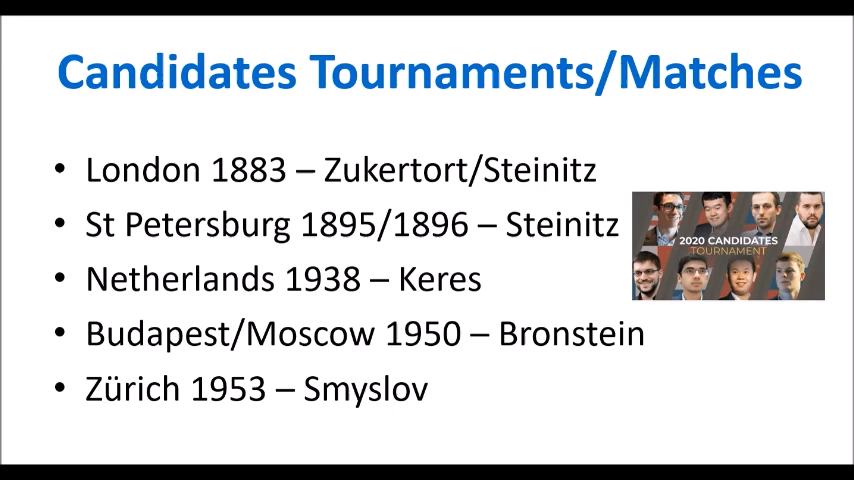 Candidates Tournaments/Matches
• London 1883 – Zukertort/Steinitz
• St Petersburg 1895/1896 – Steinitz
• Netherlands 1938 – Keres
• Budapest/Moscow 1950 – Bronstein
• Zürich 1953 – Smyslov
2020 CANDIDATES
TOURNAMENT